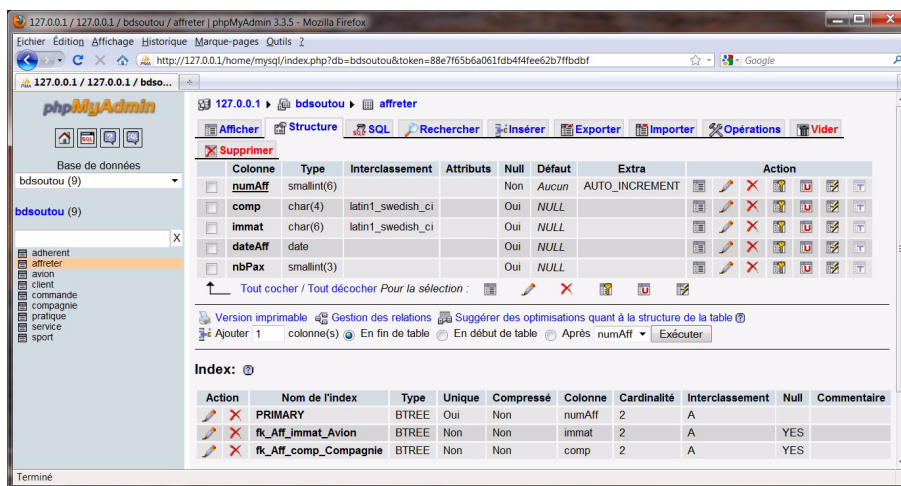 127.0.0.1 / 127.0.0.1 / bdsoutou / affreter | phpMyAdmin 3.3.5 - Mozilla Firefox
Eichier Édition Affichage Historique Marque-pages Outils ?
http://127.0.0.1/home/mysql/index.php?db=bdsoutou&token=88e7f65b6a061fdb4f4fee62b7ffbdbf
Google
127.0.0.1 / 127.0.0.1 / bdso...
phpMyAdmin
SQL
Base de données
bdsoutou (9)
bdsoutou (9)
X
adherent
affreter
avion
client
commande
compagnie
pratique
service
sport
127.0.0.1 ▸ bdsoutou ▸ affreter
Afficher Structure SQL Rechercher Insérer Exporter Importer Opérations Vider
Supprimer
Colonne Type Interclassement Attributs Null Défaut Extra Action
numAff smallint(6) Non Aucun AUTO_INCREMENT
comp char(4) latin1_swedish_ci Oui NULL
immat char(6) latin1_swedish_ci Oui NULL
dateAff date Oui NULL
nbPax smallint(3) Oui NULL
Tout cocher / Tout décocher Pour la sélection :
Version imprimable Gestion des relations Suggérer des optimisations quant à la structure de la table
Ajouter 1 colonne(s) En fin de table En début de table Après numAff Exécuter
Index:
Action Nom de l'index Type Unique Compressé Colonne Cardinalité Interclassement Null Commentaire
PRIMARY BTREE Oui Non numAff 2 A
fk_Aff_immat_Avion BTREE Non Non immat 2 A YES
fk_Aff_comp_Compagnie BTREE Non Non comp 2 A YES
Terminé